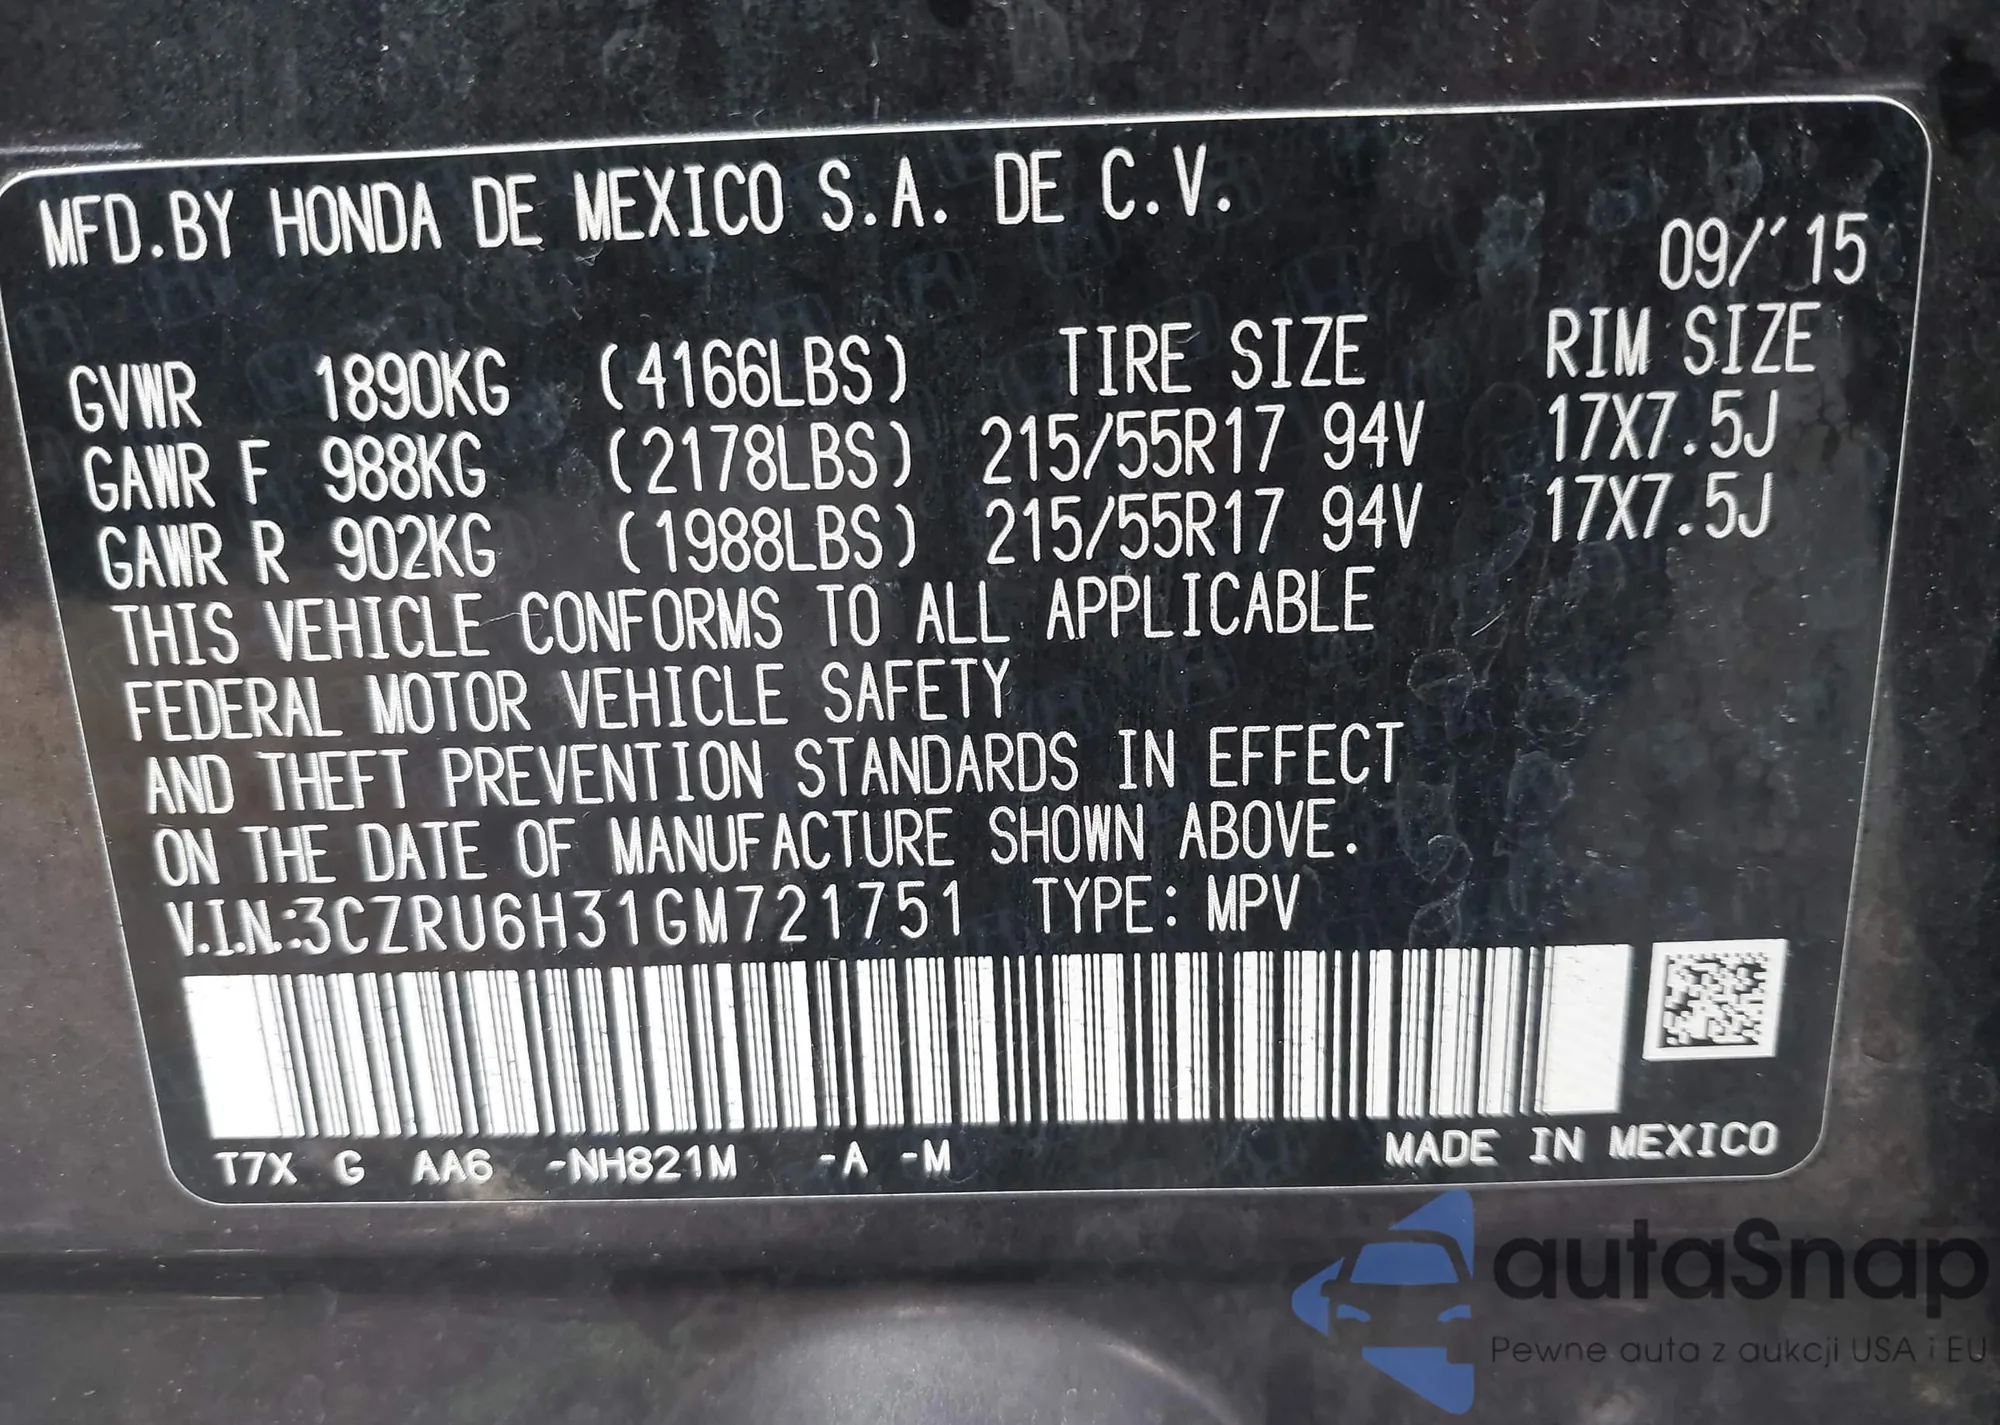 MFD.BY HONDA DE MEXICO S.A. DE C.V.
09/'15
GVWR 1890KG (4166LBS) TIRE SIZE RIM SIZE
GAWR F 988KG (2178LBS) 215/55R17 94V 17X7.5J
GAWR R 902KG (1988LBS) 215/55R17 94V 17X7.5J
THIS VEHICLE CONFORMS TO ALL APPLICABLE
FEDERAL MOTOR VEHICLE SAFETY
AND THEFT PREVENTION STANDARDS IN EFFECT
ON THE DATE OF MANUFACTURE SHOWN ABOVE.
V.I.N.:3CZRU6H31GM721751 TYPE: MPV
T7X G AA6 -NH821M -A -M MADE IN MEXICO
autaSnap
Pewne auta z aukcji USA i EU